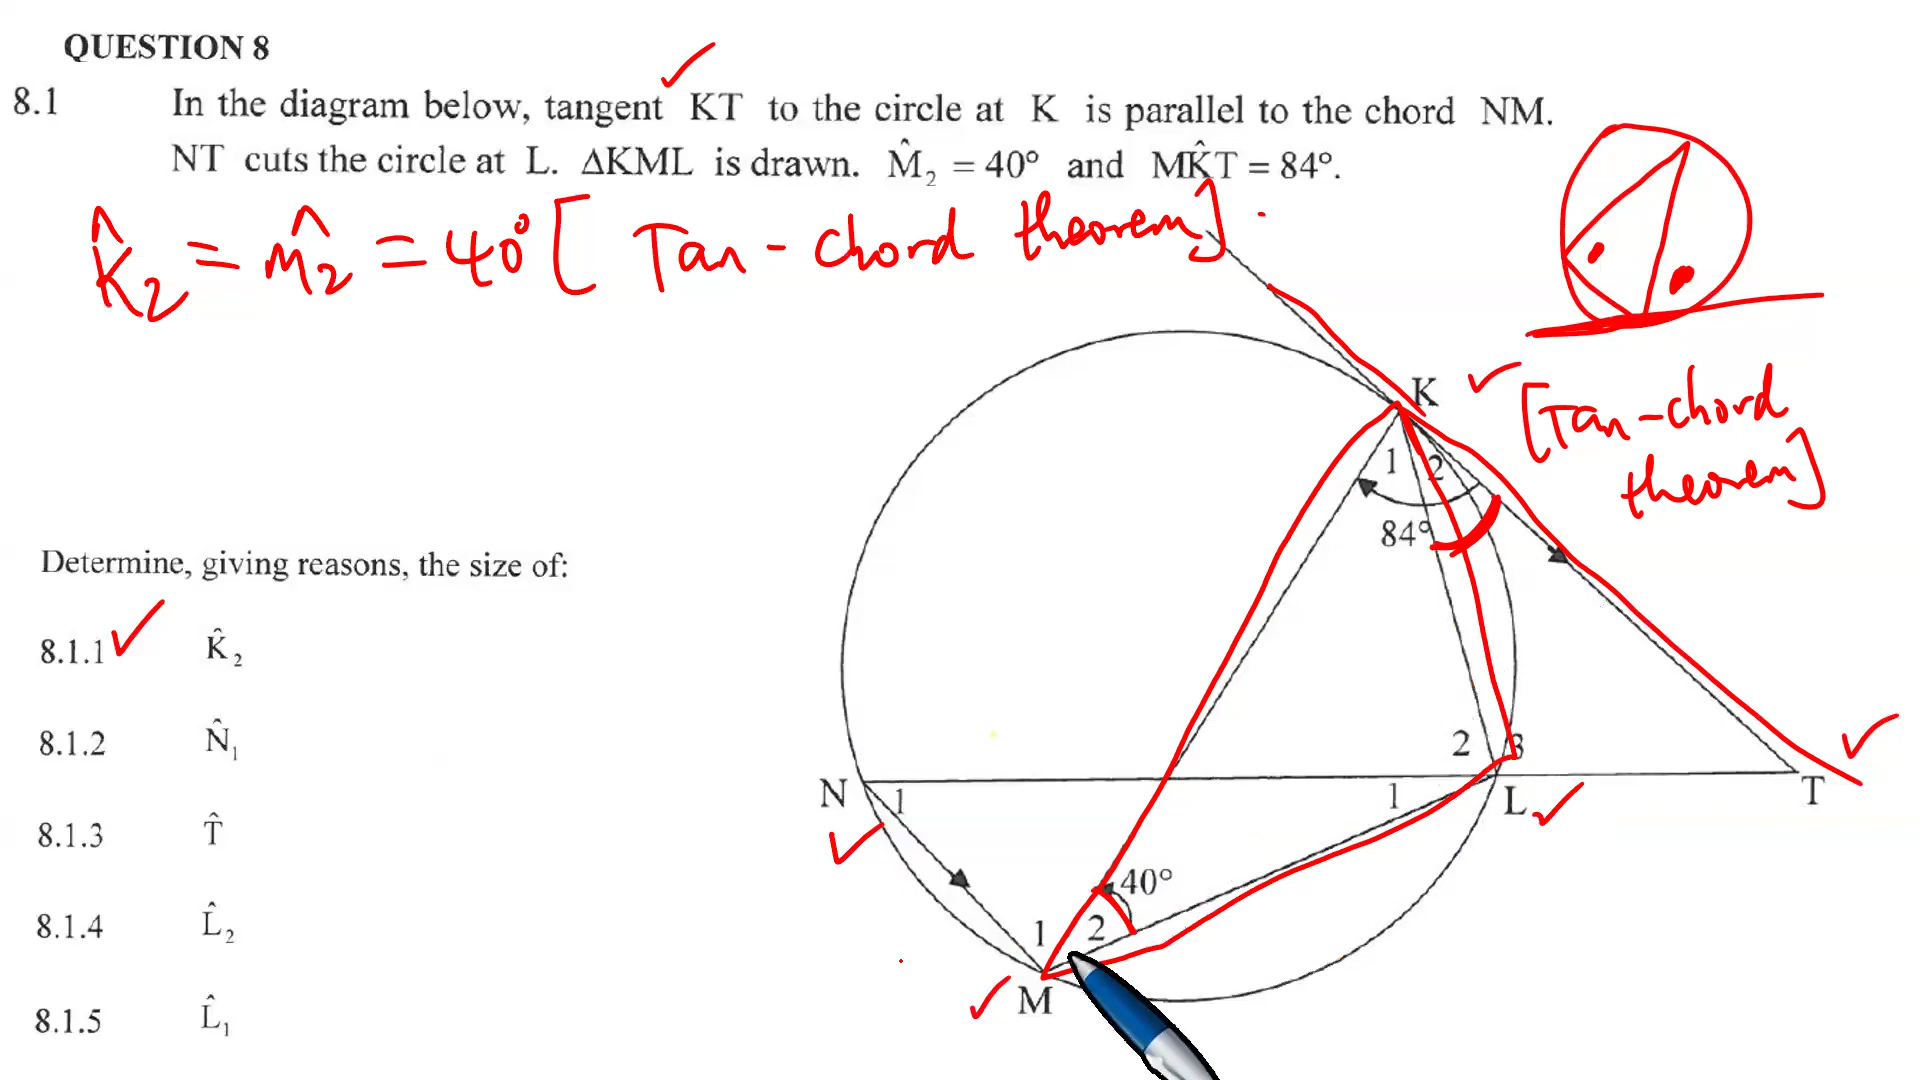 QUESTION 8
8.1 In the diagram below, tangent KT to the circle at K is parallel to the chord NM.
NT cuts the circle at L. ΔKML is drawn. M̂₂ = 40° and MK̂T = 84°.
K̂₂ = m̂₂ = 40° [Tan-chord theorem].
K
[Tan-chord
theorem]
1 2
84°
Determine, giving reasons, the size of:
8.1.1 K̂₂
8.1.2 N̂₁
8.1.3 T̂
8.1.4 L̂₂
8.1.5 L̂₁
2 3
N 1 1 L T
40°
1 2
M